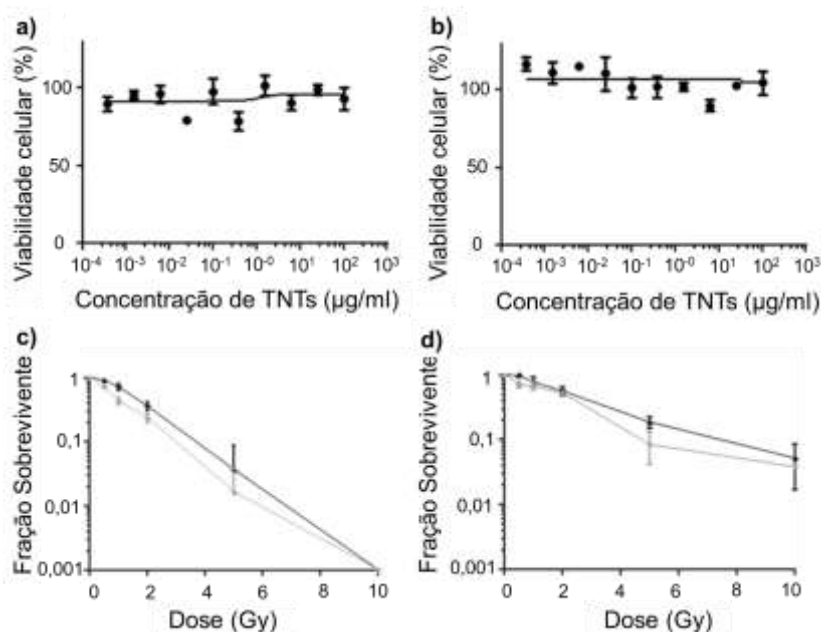 a)
Viabilidade celular (%)
100
50
0
10-4 10-3 10-2 10-1 10-0 101 102 103
Concentração de TNTs (µg/ml)
b)
Viabilidade celular (%)
100
50
0
10-4 10-3 10-2 10-1 10-0 101 102 103
Concentração de TNTs (µg/ml)
c)
Fração Sobrevivente
1
0,1
0,01
0,001
0 2 4 6 8 10
Dose (Gy)
d)
Fração Sobrevivente
1
0,1
0,01
0,001
0 2 4 6 8 10
Dose (Gy)